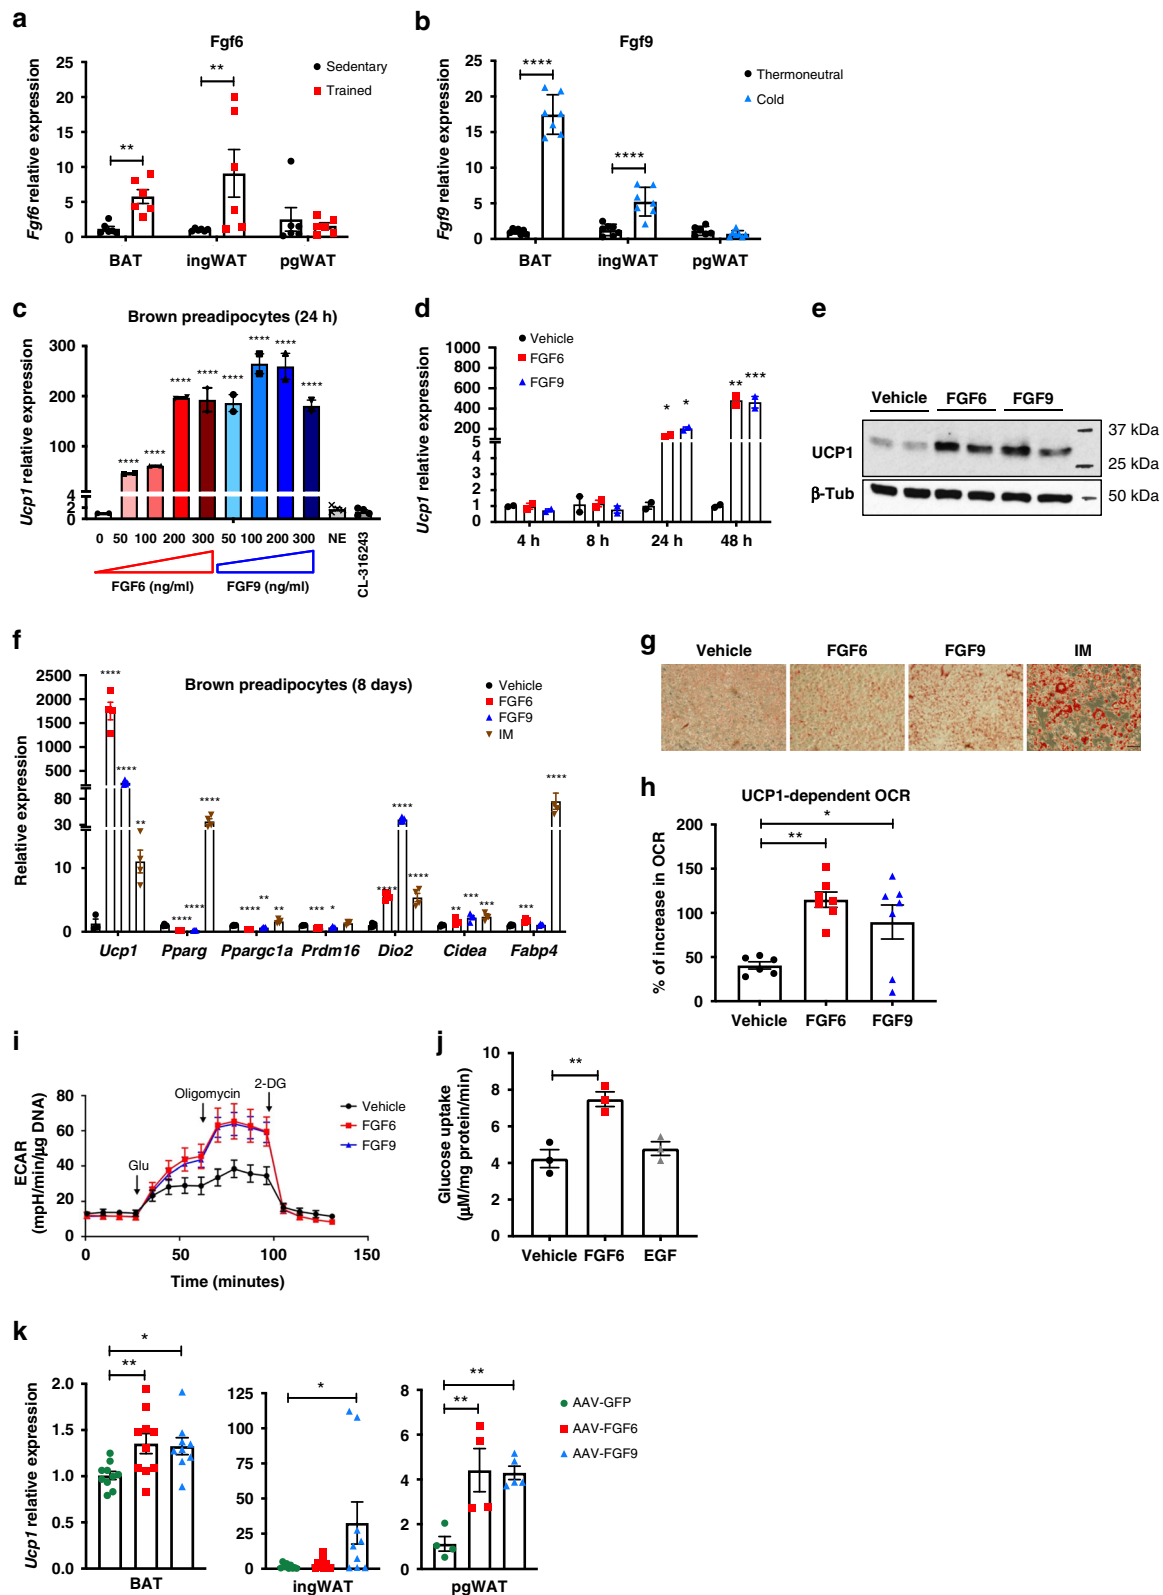 a
Fgf6
Fgf6 relative expression
25
20
15
10
5
0
** **
Sedentary
Trained
BAT ingWAT pgWAT
b
Fgf9
Fgf9 relative expression
25
20
15
10
5
0
**** ****
Thermoneutral
Cold
BAT ingWAT pgWAT
c
Brown preadipocytes (24 h)
Ucp1 relative expression
300
200
100
4
2
0
**** **** **** **** **** **** **** ****
0 50 100 200 300 50 100 200 300 NE CL-316243
FGF6 (ng/ml) FGF9 (ng/ml)
d
Ucp1 relative expression
1000
800
600
400
200
5
4
3
2
1
0
Vehicle
FGF6
FGF9
* * ** ***
4 h 8 h 24 h 48 h
e
Vehicle FGF6 FGF9
UCP1
37 kDa
25 kDa
β-Tub
50 kDa
f
Brown preadipocytes (8 days)
Relative expression
2500
2000
1500
1000
500
80
30
10
0
Vehicle
FGF6
FGF9
IM
**** **** ** **** **** **** **** ** ** *** * **** **** **** ** *** *** *** ****
Ucp1 Pparg Ppargc1a Prdm16 Dio2 Cidea Fabp4
g
Vehicle FGF6 FGF9 IM
h
UCP1-dependent OCR
% of increase in OCR
200
150
100
50
0
** *
Vehicle FGF6 FGF9
i
ECAR
(mpH/min/µg DNA)
80
60
40
20
0
Glu
Oligomycin
2-DG
Vehicle
FGF6
FGF9
0 50 100 150
Time (minutes)
j
Glucose uptake
(µM/mg protein/min)
10
8
6
4
2
0
**
Vehicle FGF6 EGF
k
Ucp1 relative expression
2.0
1.5
1.0
0.5
0.0
*
**
BAT
125
100
75
50
25
0
*
ingWAT
8
6
4
2
0
**
**
pgWAT
AAV-GFP
AAV-FGF6
AAV-FGF9